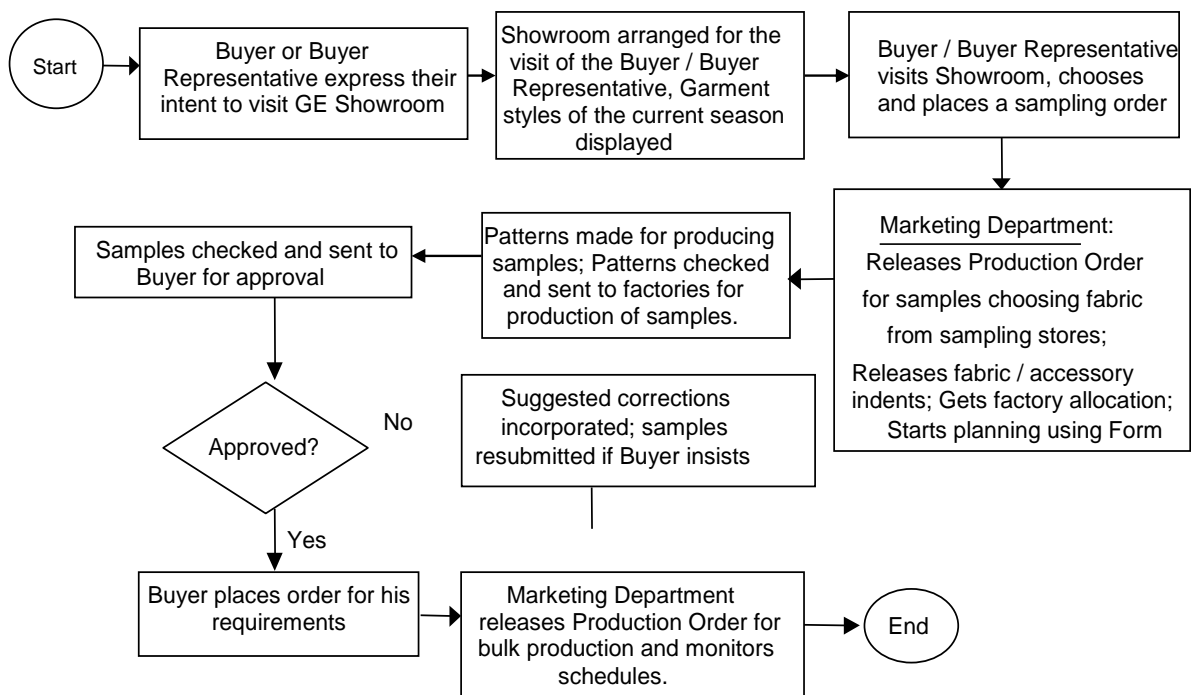 Start
Buyer or Buyer
Representative express their
intent to visit GE Showroom
Showroom arranged for the
visit of the Buyer / Buyer
Representative, Garment
styles of the current season
displayed
Buyer / Buyer Representative
visits Showroom, chooses
and places a sampling order
Marketing Department:
Releases Production Order
for samples choosing fabric
from sampling stores;
Releases fabric / accessory
indents; Gets factory allocation;
Starts planning using Form
Patterns made for producing
samples; Patterns checked
and sent to factories for
production of samples.
Samples checked and sent to
Buyer for approval
Approved?
No
Suggested corrections
incorporated; samples
resubmitted if Buyer insists
Yes
Buyer places order for his
requirements
Marketing Department
releases Production Order for
bulk production and monitors
schedules.
End